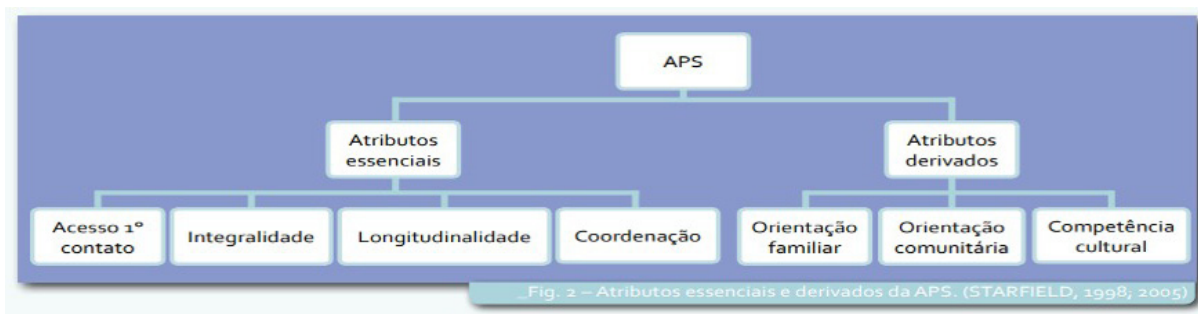 APS
Atributos
essenciais
Atributos
derivados
Acesso 1º
contato
Integralidade
Longitudinalidade
Coordenação
Orientação
familiar
Orientação
comunitária
Competência
cultural
_Fig. 2 – Atributos essenciais e derivados da APS. (STARFIELD, 1998; 2005)